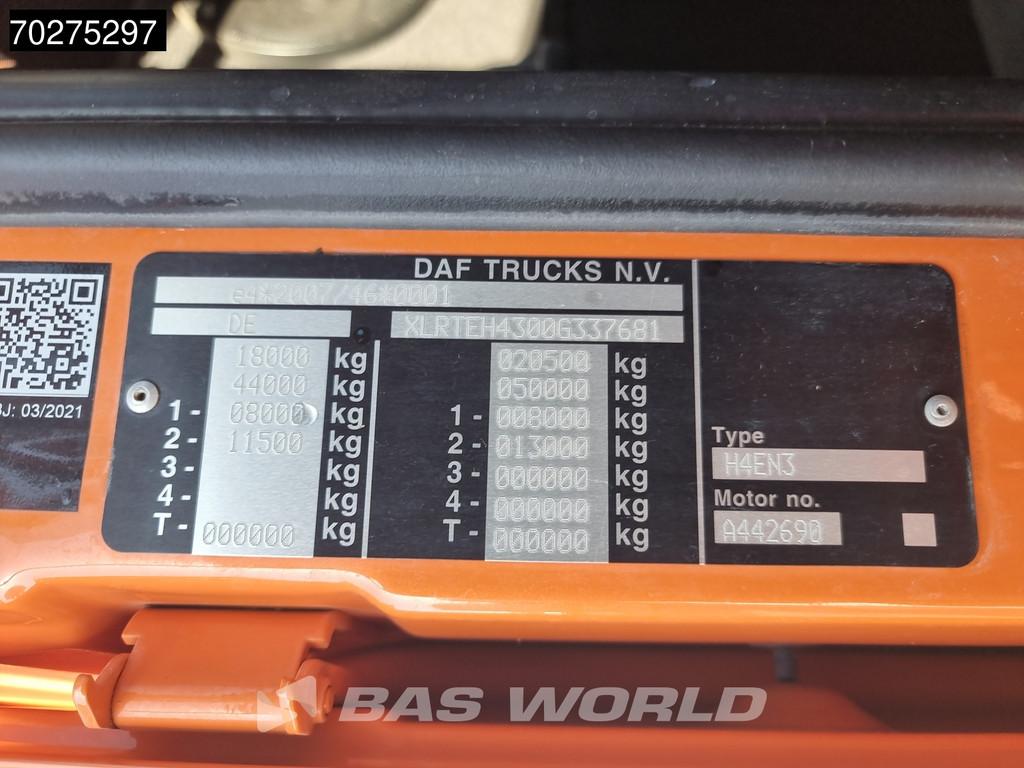 70275297
DAF TRUCKS N.V.
e4*2007/46*0001
DE XLRTEH4300G337681
18000 kg 020500 kg
44000 kg 050000 kg
1- 08000 kg 1- 008000 kg
2- 11500 kg 2- 013000 kg
3- kg 3- 000000 kg
4- kg 4- 000000 kg
T- 000000 kg T- 000000 kg
Type
H4EN3
Motor no.
A442690
BJ: 03/2021
BAS WORLD